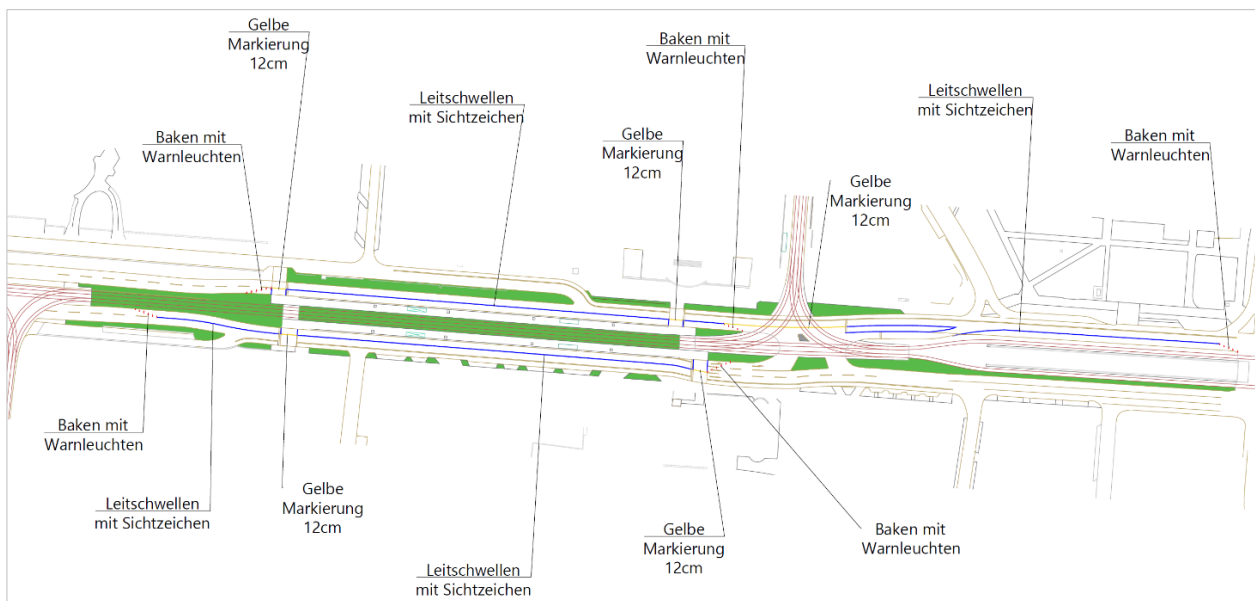 Gelbe
Markierung
12cm
Baken mit
Warnleuchten
Leitschwellen
mit Sichtzeichen
Leitschwellen
mit Sichtzeichen
Baken mit
Warnleuchten
Gelbe
Markierung
12cm
Baken mit
Warnleuchten
Gelbe
Markierung
12cm
Baken mit
Warnleuchten
Leitschwellen
mit Sichtzeichen
Gelbe
Markierung
12cm
Leitschwellen
mit Sichtzeichen
Gelbe
Markierung
12cm
Baken mit
Warnleuchten